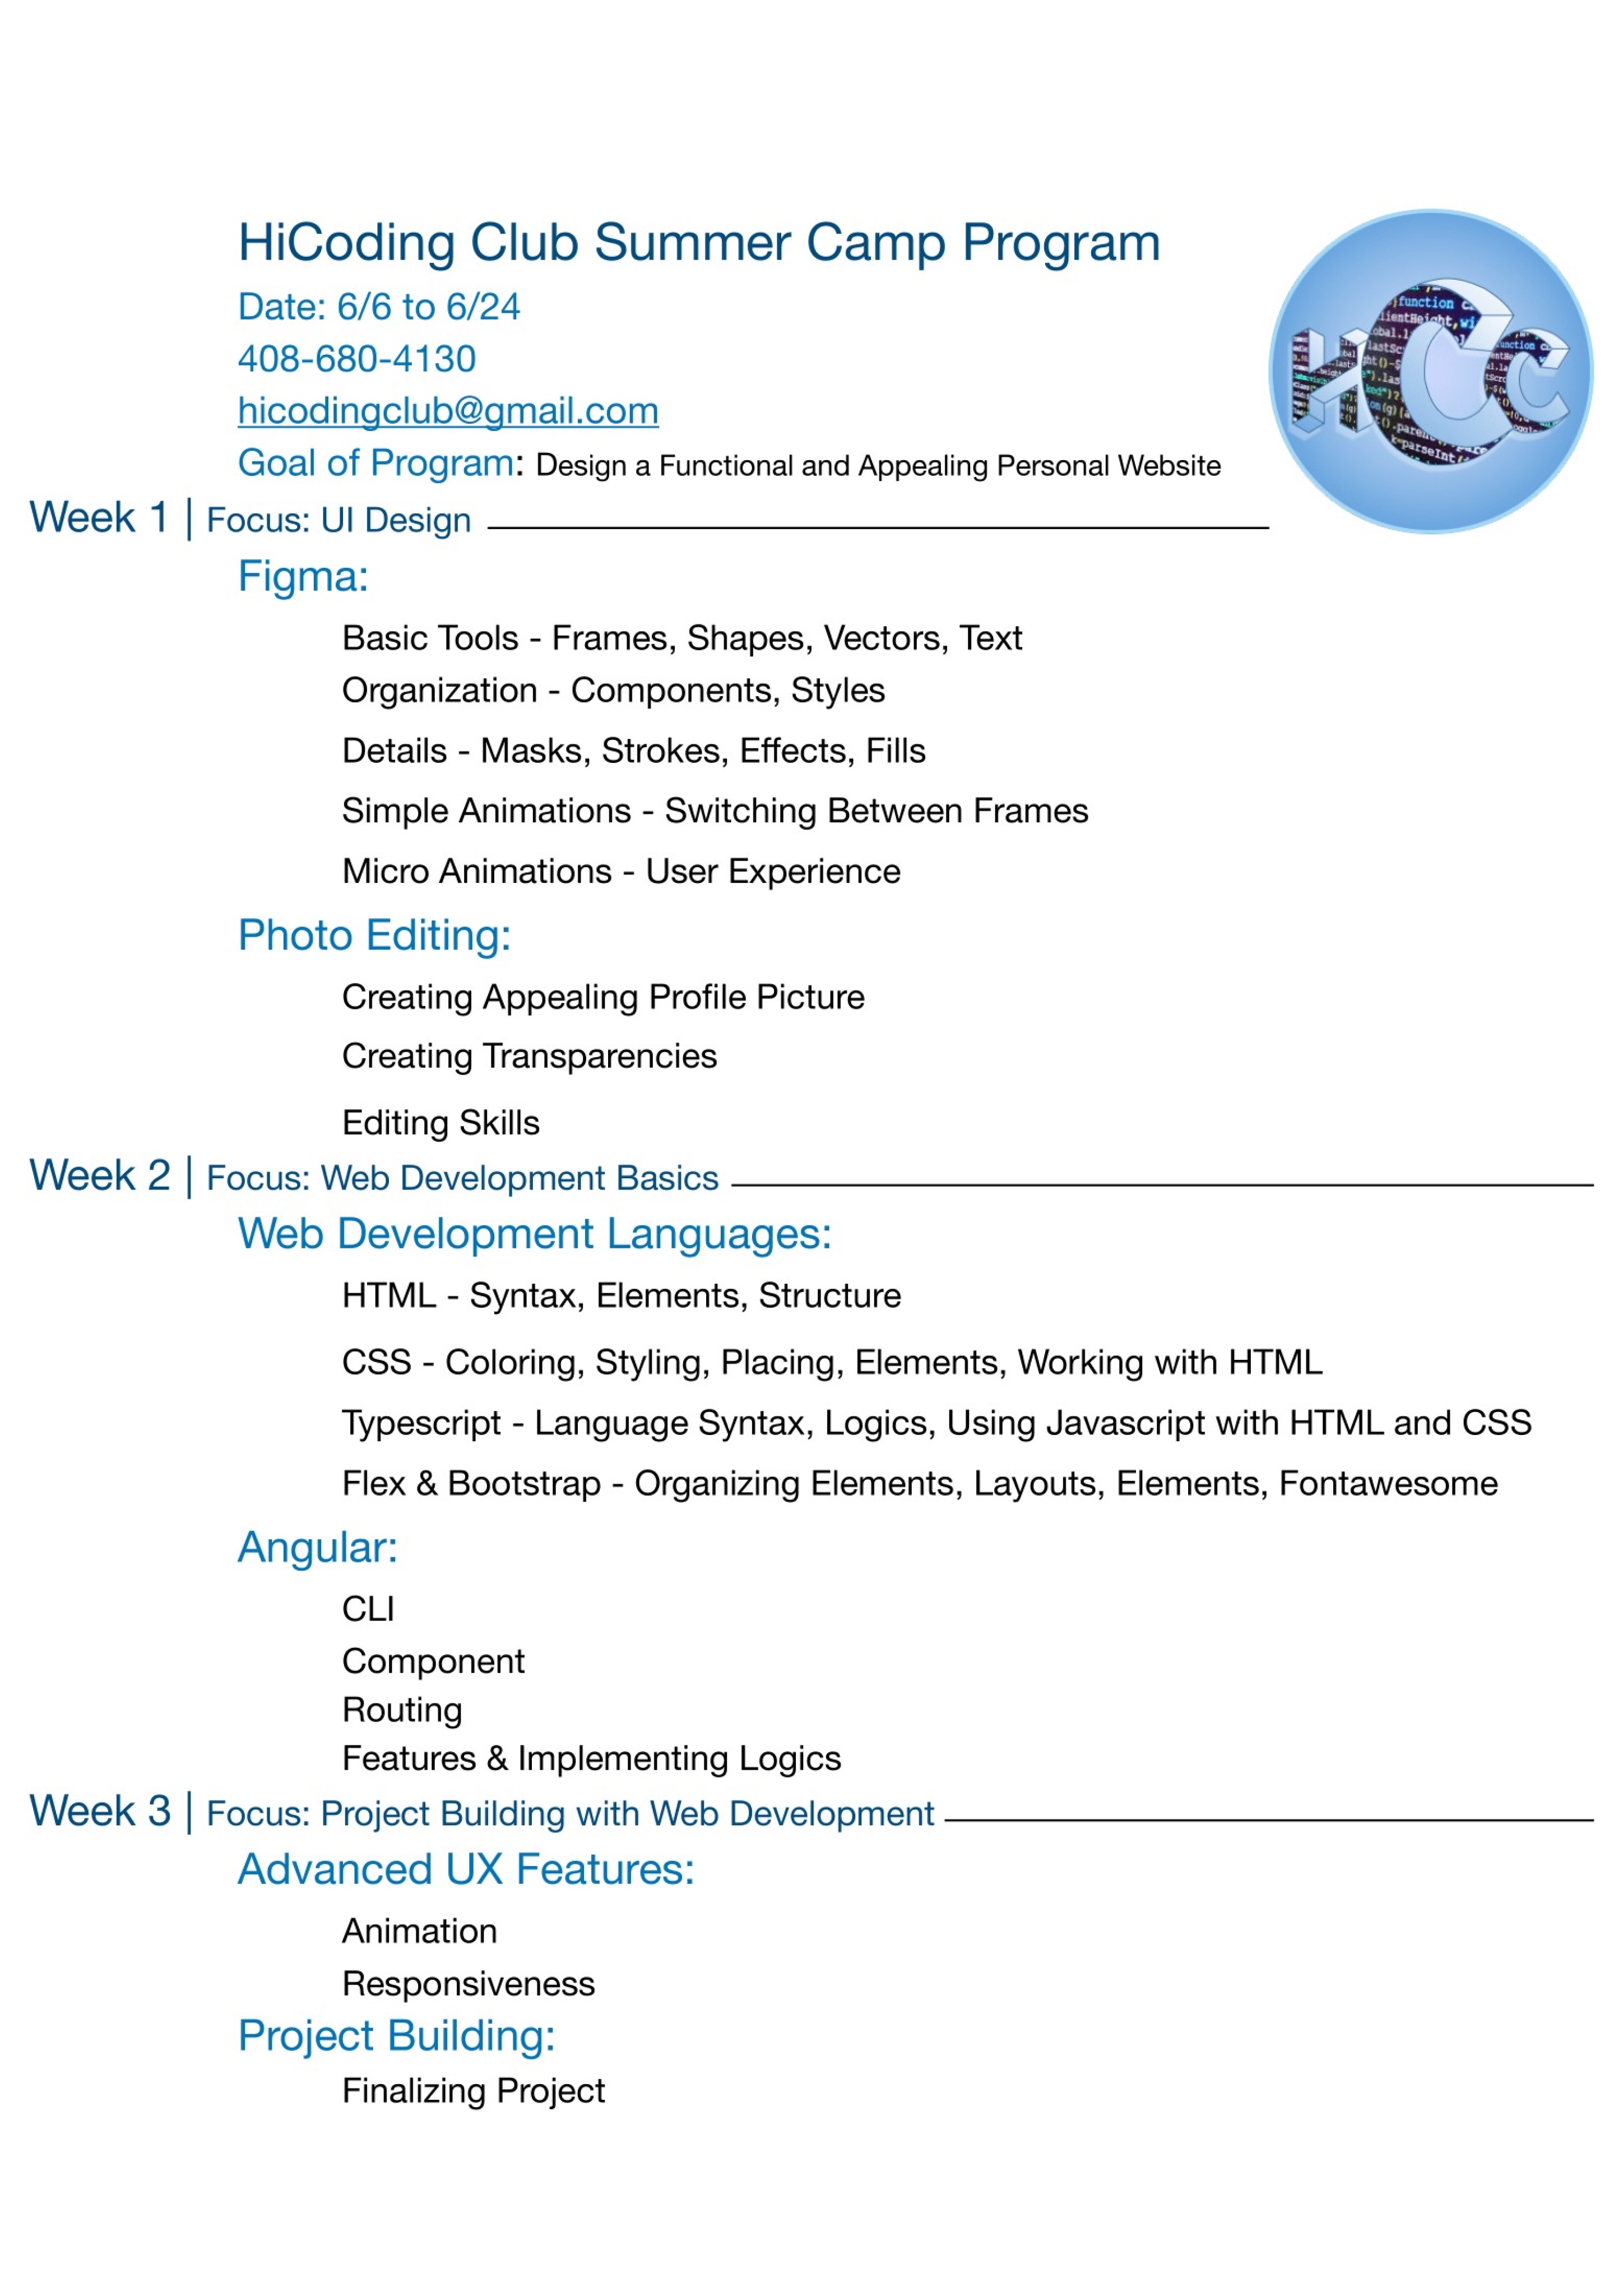 HiCoding Club Summer Camp Program
Date: 6/6 to 6/24
408-680-4130
hicodingclub@gmail.com
Goal of Program: Design a Functional and Appealing Personal Website
HCc
Week 1 | Focus: UI Design
Figma:
Basic Tools - Frames, Shapes, Vectors, Text
Organization - Components, Styles
Details - Masks, Strokes, Effects, Fills
Simple Animations - Switching Between Frames
Micro Animations - User Experience
Photo Editing:
Creating Appealing Profile Picture
Creating Transparencies
Editing Skills
Week 2 | Focus: Web Development Basics
Web Development Languages:
HTML - Syntax, Elements, Structure
CSS - Coloring, Styling, Placing, Elements, Working with HTML
Typescript - Language Syntax, Logics, Using Javascript with HTML and CSS
Flex & Bootstrap - Organizing Elements, Layouts, Elements, Fontawesome
Angular:
CLI
Component
Routing
Features & Implementing Logics
Week 3 | Focus: Project Building with Web Development
Advanced UX Features:
Animation
Responsiveness
Project Building:
Finalizing Project